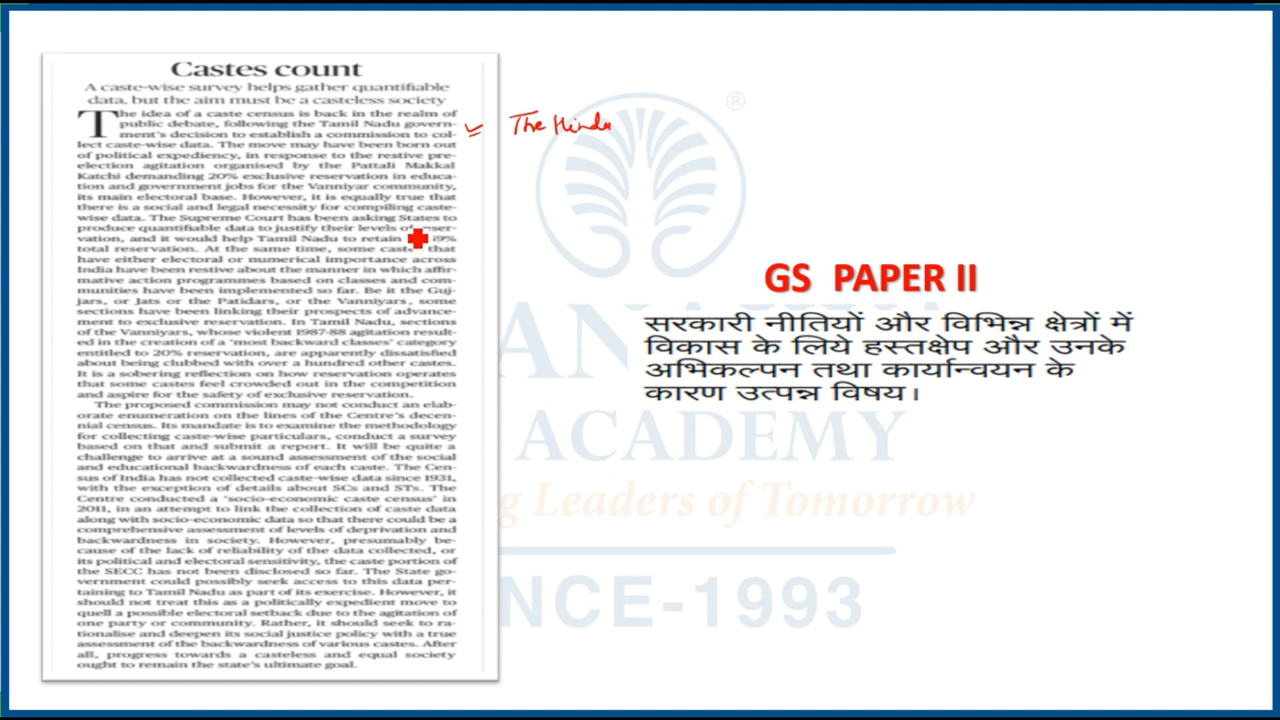 Castes count
A caste-wise survey helps gather quantifiable
data, but the aim must be a casteless society
The idea of a caste census is back in the realm of
public debate, following the Tamil Nadu govern-
ment's decision to establish a commission to col-
lect caste-wise data. The move may have been born out
of political expediency, in response to the restive pre-
election agitation organised by the Pattali Makkal
Katchi demanding 20% exclusive reservation in educa-
tion and government jobs for the Vanniyar community,
its main electoral base. However, it is equally true that
there is a social and legal necessity for compiling caste-
wise data. The Supreme Court has been asking States to
produce quantifiable data to justify their levels of
vation, and it would help Tamil Nadu to retain 9%
total reservation. At the same time, some that
have either electoral or numerical importance across
India have been restive about the manner in which affir-
mative action programmes based on classes and com-
munities have been implemented so far. Be it the Guj-
jars, or Jats or the Patidars, or the Vanniyars, some
sections have been linking their prospects of advance-
ment to exclusive reservation. In Tamil Nadu, sections
of the Vanniyars, whose violent 1987-88 agitation result-
ed in the creation of a 'most backward classes' category
entitled to 20% reservation, are apparently dissatisfied
about being clubbed with over a hundred other castes.
It is a sobering reflection on how reservation operates
that some castes feel crowded out in the competition
and aspire for the safety of exclusive reservation.
The proposed commission may not conduct an elab-
orate enumeration on the lines of the Centre's decen-
nial census. Its mandate is to examine the methodology
for collecting caste-wise particulars, conduct a survey
based on that and submit a report. It will be quite a
challenge to arrive at a sound assessment of the social
and educational backwardness of each caste. The Cen-
sus of India has not collected caste-wise data since 1931,
with the exception of details about SCs and STs. The
Centre conducted a 'socio-economic caste census' in
2011, in an attempt to link the collection of caste data
along with socio-economic data so that there could be a
comprehensive assessment of levels of deprivation and
backwardness in society. However, presumably be-
cause of the lack of reliability of the data collected, or
its political and electoral sensitivity, the caste portion of
the SECC has not been disclosed so far. The State go-
vernment could possibly seek access to this data per-
taining to Tamil Nadu as part of its exercise. However, it
should not treat this as a politically expedient move to
quell a possible electoral setback due to the agitation of
one party or community. Rather, it should seek to ra-
tionalise and deepen its social justice policy with a true
assessment of the backwardness of various castes. After
all, progress towards a casteless and equal society
ought to remain the state's ultimate goal.
The Hindu
®
GS PAPER II
सरकारी नीतियों और विभिन्न क्षेत्रों में
विकास के लिये हस्तक्षेप और उनके
अभिकल्पन तथा कार्यान्वयन के
कारण उत्पन्न विषय।
ACADEMY
Leaders of Tomorrow
NCE-1993